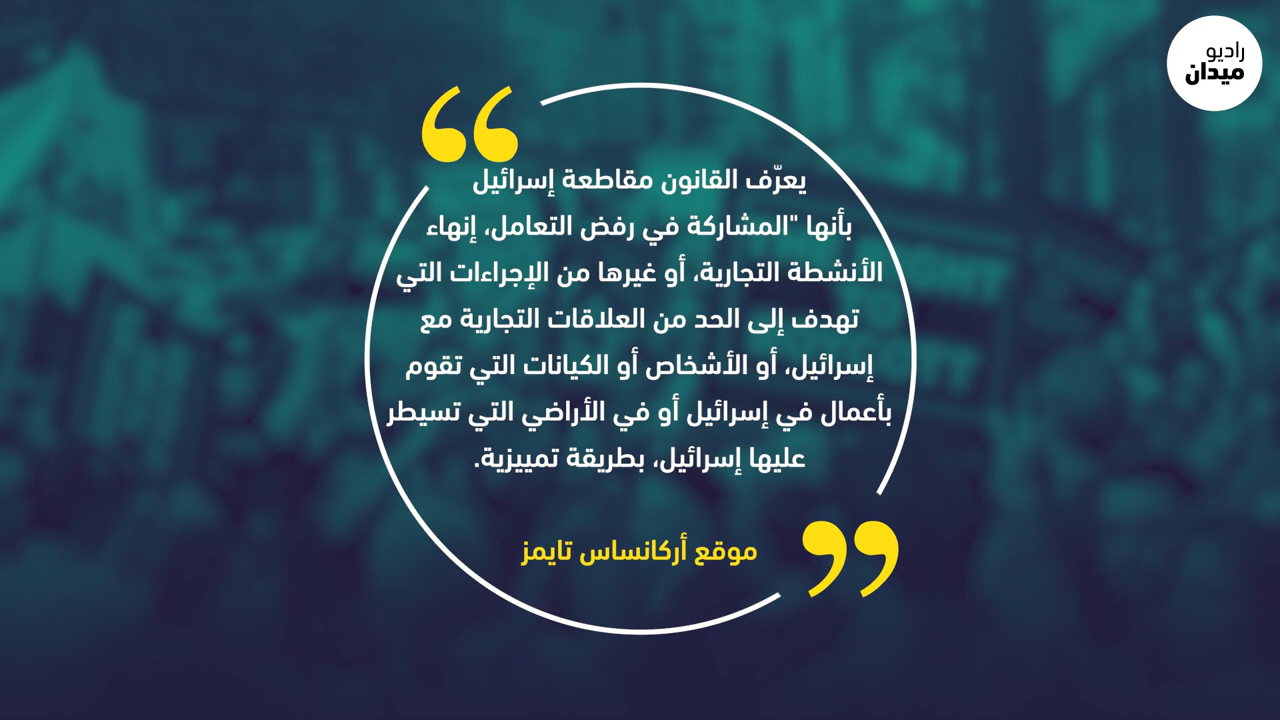 راديو
ميدان
يعرّف القانون مقاطعة إسرائيل
بأنها "المشاركة في رفض التعامل، إنهاء
الأنشطة التجارية، أو غيرها من الإجراءات التي
تهدف إلى الحد من العلاقات التجارية مع
إسرائيل، أو الأشخاص أو الكيانات التي تقوم
بأعمال في إسرائيل أو في الأراضي التي تسيطر
عليها إسرائيل، بطريقة تمييزية.
موقع أركانساس تايمز